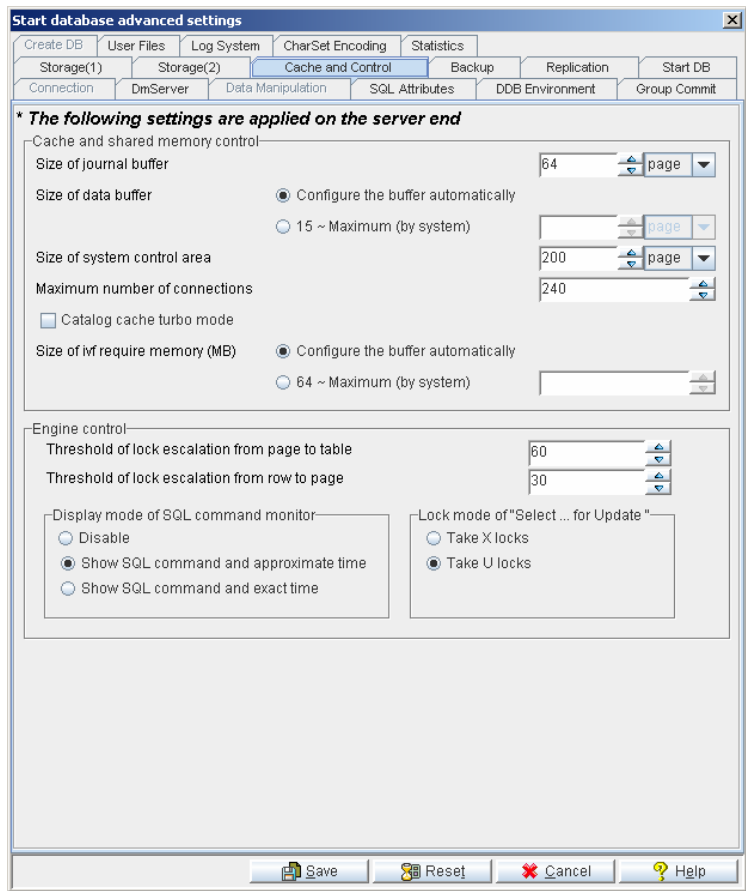 Start database advanced settings
Create DB User Files Log System CharSet Encoding Statistics
Storage(1) Storage(2) Cache and Control Backup Replication Start DB
Connection DmServer Data Manipulation SQL Attributes DDB Environment Group Commit
* The following settings are applied on the server end
Cache and shared memory control
Size of journal buffer 64 page
Size of data buffer Configure the buffer automatically
15 ~ Maximum (by system) page
Size of system control area 200 page
Maximum number of connections 240
Catalog cache turbo mode
Size of ivf require memory (MB) Configure the buffer automatically
64 ~ Maximum (by system)
Engine control
Threshold of lock escalation from page to table 60
Threshold of lock escalation from row to page 30
Display mode of SQL command monitor Lock mode of "Select ... for Update "
Disable Take X locks
Show SQL command and approximate time Take U locks
Show SQL command and exact time
Save Reset Cancel Help